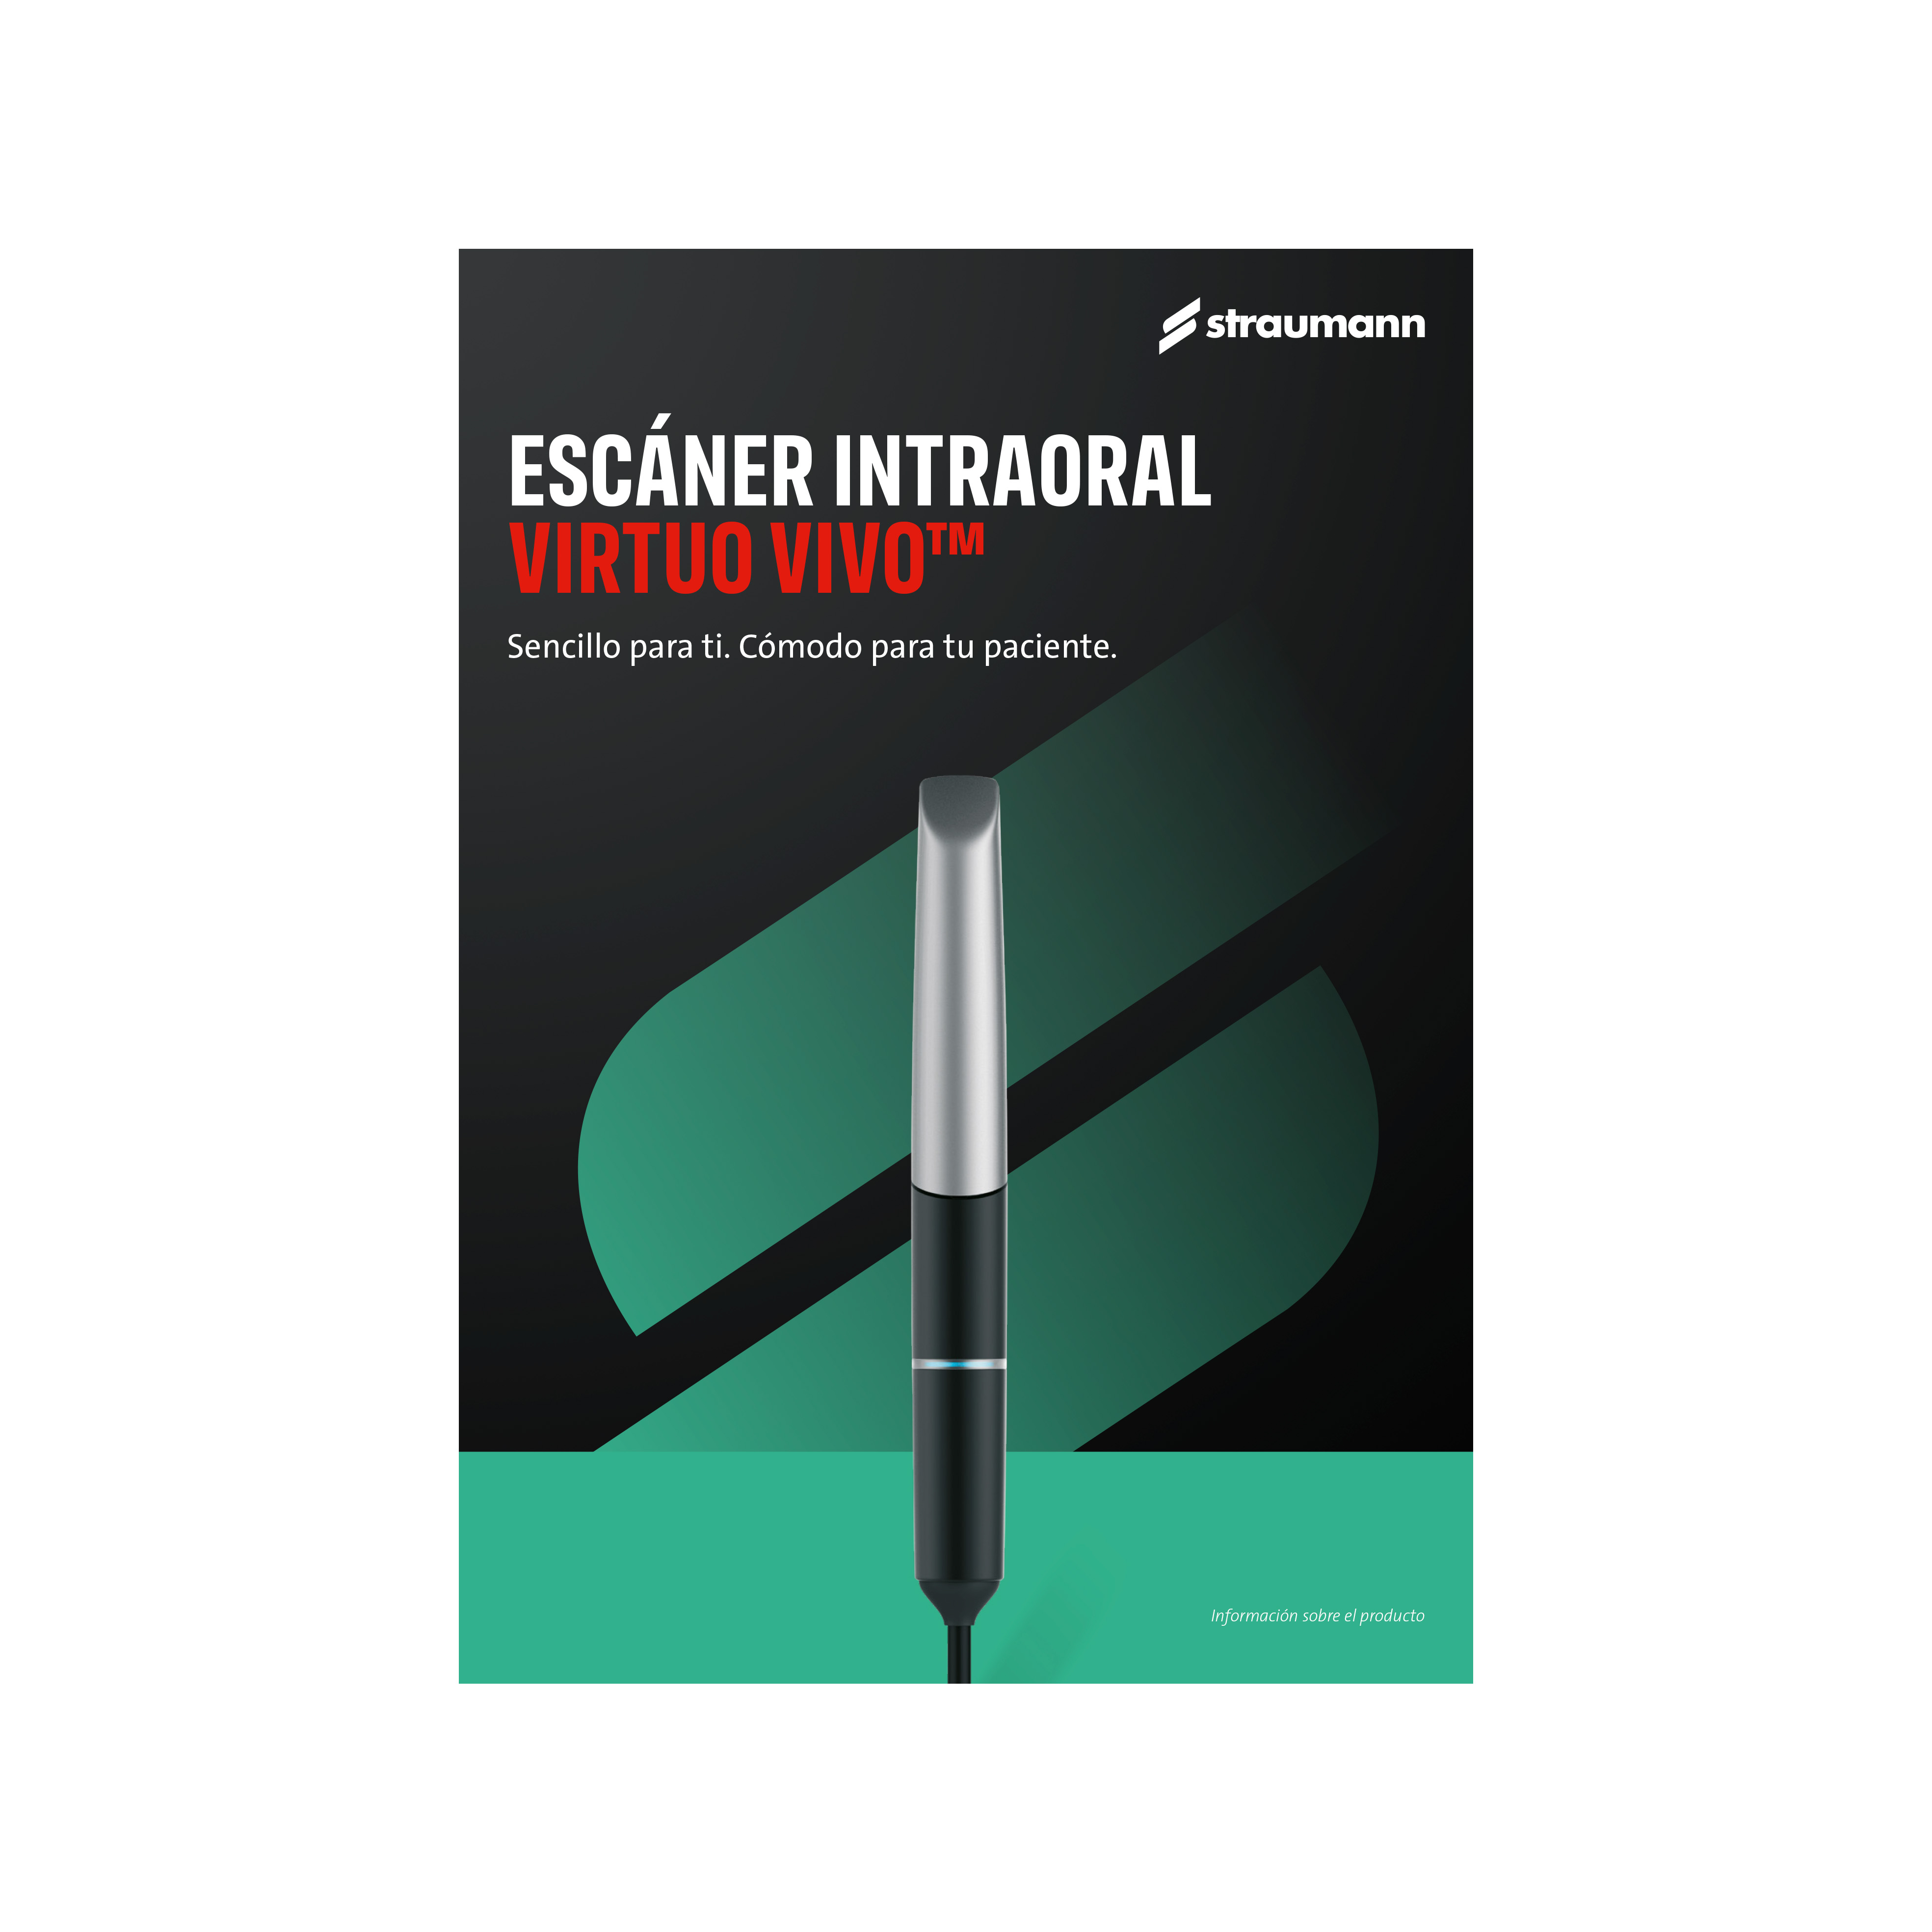 straumann
ESCÁNER INTRAORAL
VIRTUO VIVO™
Sencillo para ti. Cómodo para tu paciente.
Información sobre el producto